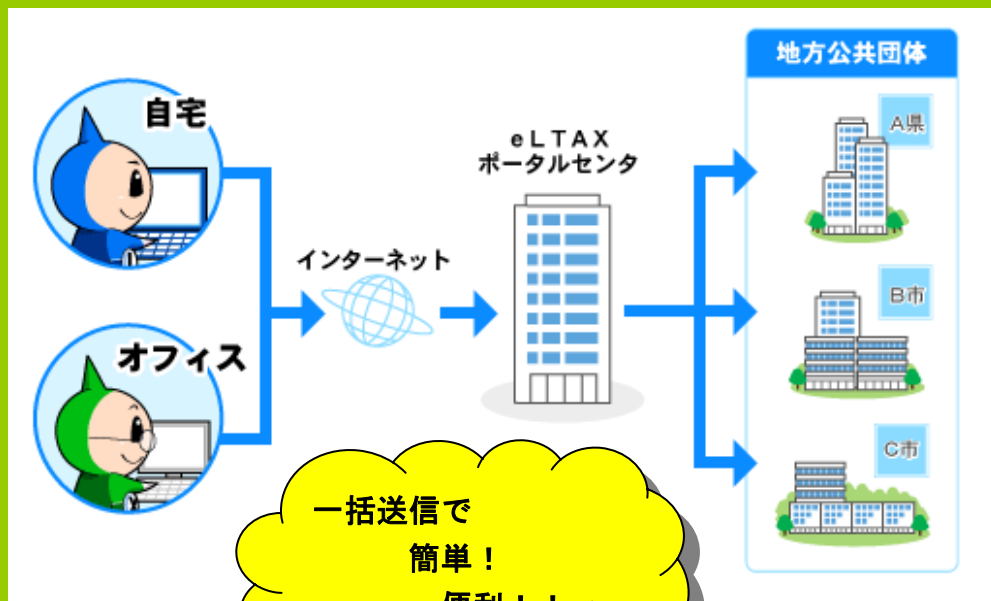 地方公共団体
自宅
A県
eLTAX
ポータルセンタ
インターネット
B市
オフィス
C市
一括送信で
簡単！
便利！！